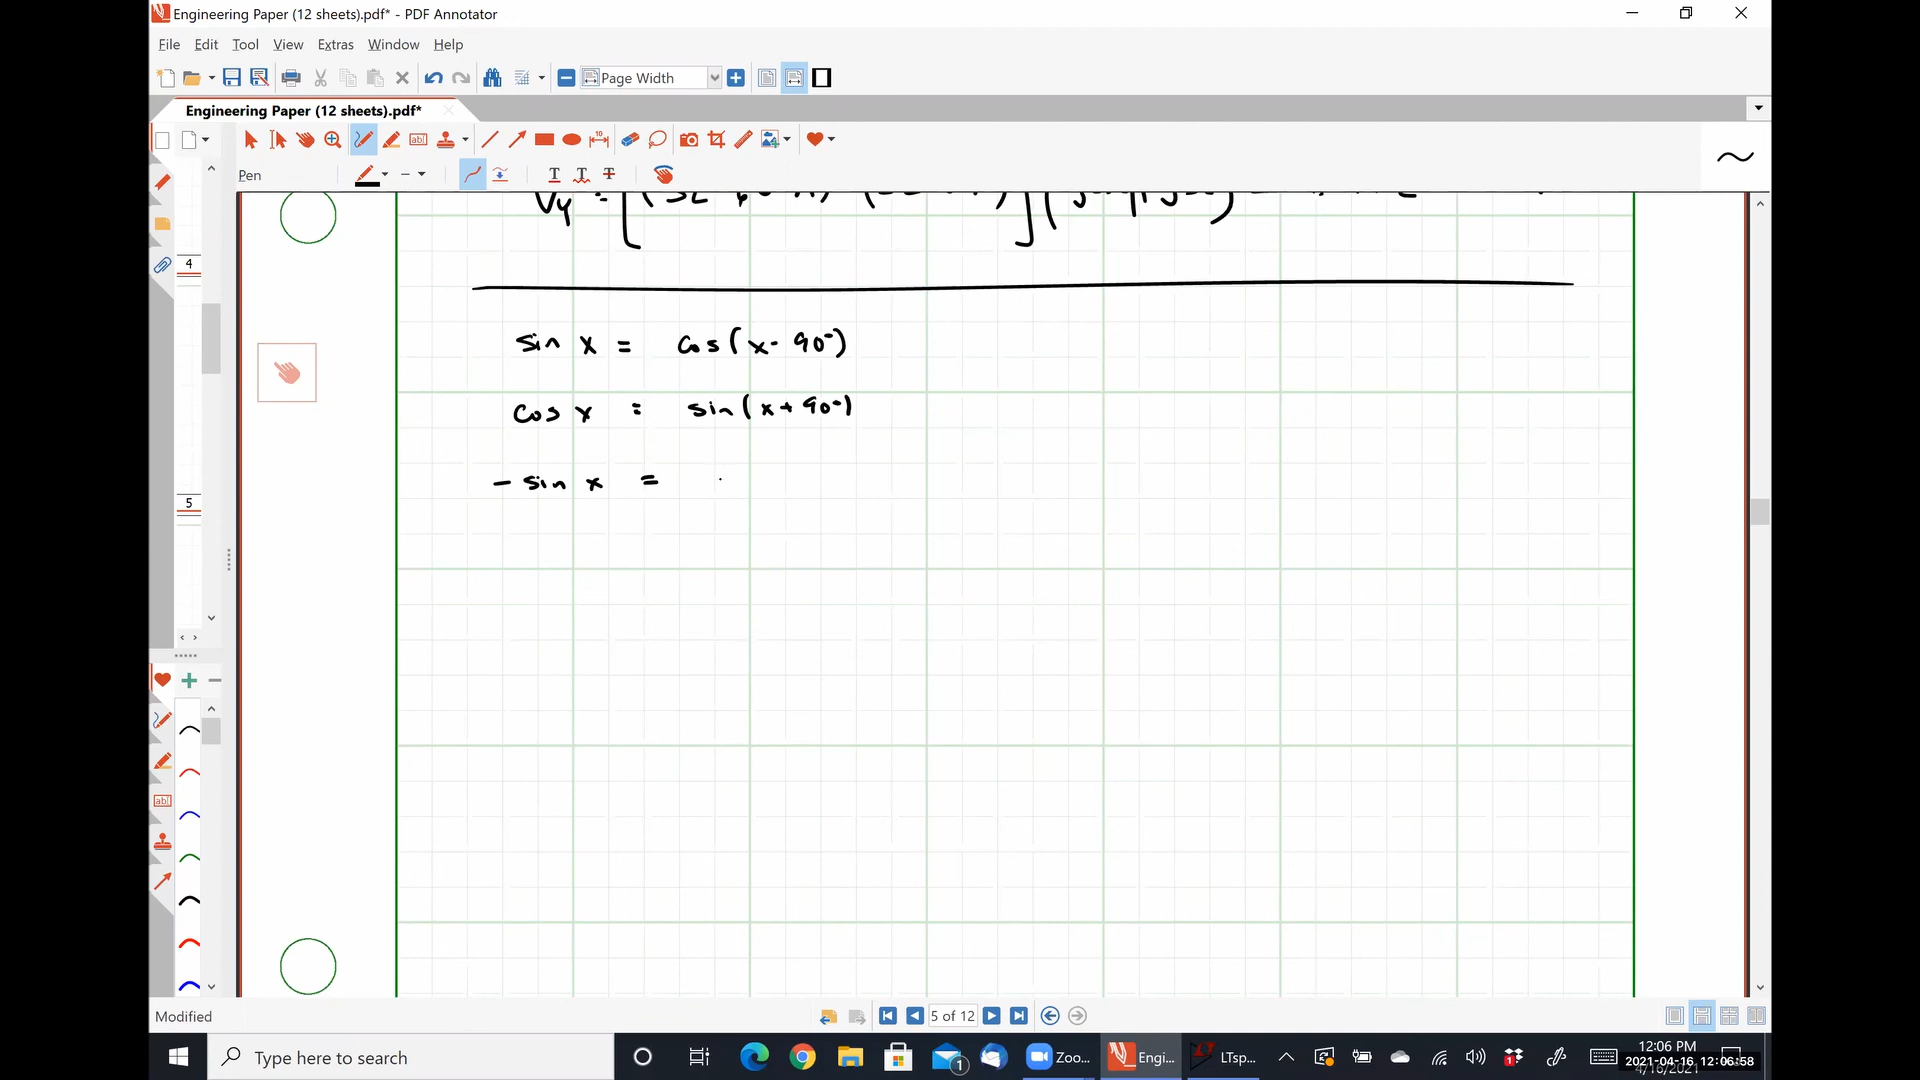 Engineering Paper (12 sheets).pdf* - PDF Annotator
File Edit Tool View Extras Window Help
Page Width
Engineering Paper (12 sheets).pdf*
Pen
sin x = cos(x - 90°)
cos x = sin(x + 90°)
- sin x =
4
5
Modified
5 of 12
Type here to search
Zoo...
Engi...
LTsp...
12:06 PM
2021-04-16, 12:06:58